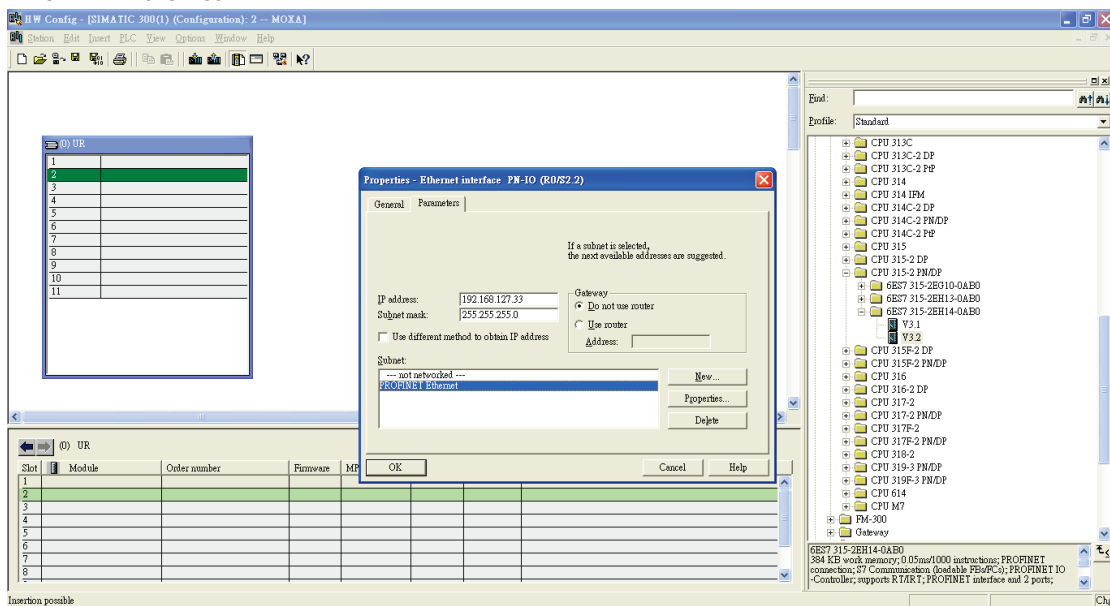 HW Config - [SIMATIC 300(1) (Configuration): 2 -- MOXA]
Station Edit Insert PLC View Options Window Help
(0) UR
1
2
3
4
5
6
7
8
9
10
11
Properties - Ethernet interface PN-IO (R0/S2.2)
General Parameters
If a subnet is selected,
the next available addresses are suggested.
IP address: 192.168.127.33
Subnet mask: 255.255.255.0
Use different method to obtain IP address
Gateway
Do not use router
Use router
Address:
Subnet:
--- not networked ---
PROFINET Ethernet
New...
Properties...
Delete
OK Cancel Help
(0) UR
Slot Module Order number Firmware MP
1
2
3
4
5
6
7
8
Insertion possible
Find:
Profile: Standard
CPU 313C
CPU 313C-2 DP
CPU 313C-2 PtP
CPU 314
CPU 314 IFM
CPU 314C-2 DP
CPU 314C-2 PN/DP
CPU 314C-2 PtP
CPU 315
CPU 315-2 DP
CPU 315-2 PN/DP
6ES7 315-2EG10-0AB0
6ES7 315-2EH13-0AB0
6ES7 315-2EH14-0AB0
V3.1
V3.2
CPU 315F-2 DP
CPU 315F-2 PN/DP
CPU 316
CPU 316-2 DP
CPU 317-2
CPU 317-2 PN/DP
CPU 317F-2
CPU 317F-2 PN/DP
CPU 318-2
CPU 319-3 PN/DP
CPU 319F-3 PN/DP
CPU 614
CPU M7
FM-300
Gateway
6ES7 315-2EH14-0AB0
384 KB work memory; 0.05ms/1000 instructions; PROFINET
connection; S7 Communication (loadable FBs/FCs); PROFINET IO
-Controller; supports RT/IRT; PROFINET interface and 2 ports;
Chg